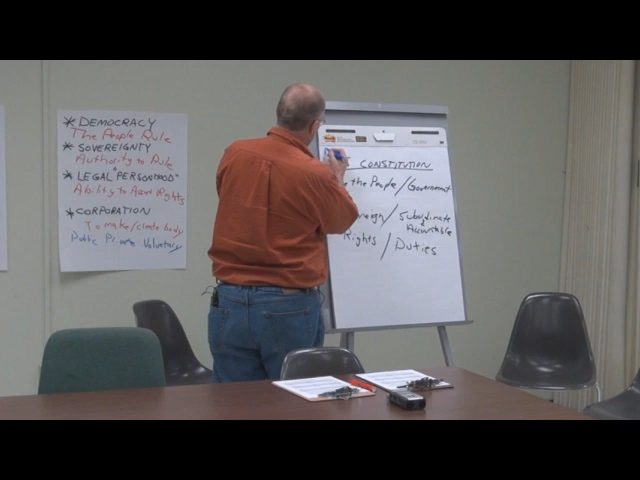 * DEMOCRACY
The People Rule
* SOVEREIGNTY
Authority to Rule
* LEGAL "PERSONHOOD"
Ability to Assert Rights
* CORPORATION
To make/create body
Public Private Voluntary
CONSTITUTION
the People / Government
/ Subordinate
Accountable
Rights / Duties